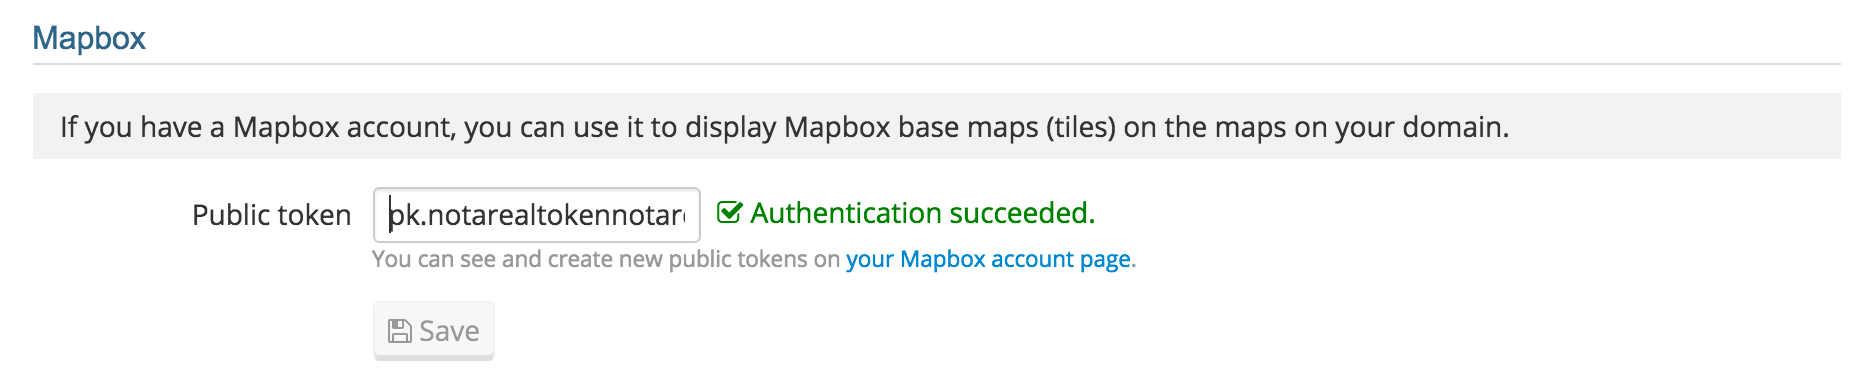 Mapbox
If you have a Mapbox account, you can use it to display Mapbox base maps (tiles) on the maps on your domain.
Public token pk.notarealtokennotar Authentication succeeded.
You can see and create new public tokens on your Mapbox account page.
Save